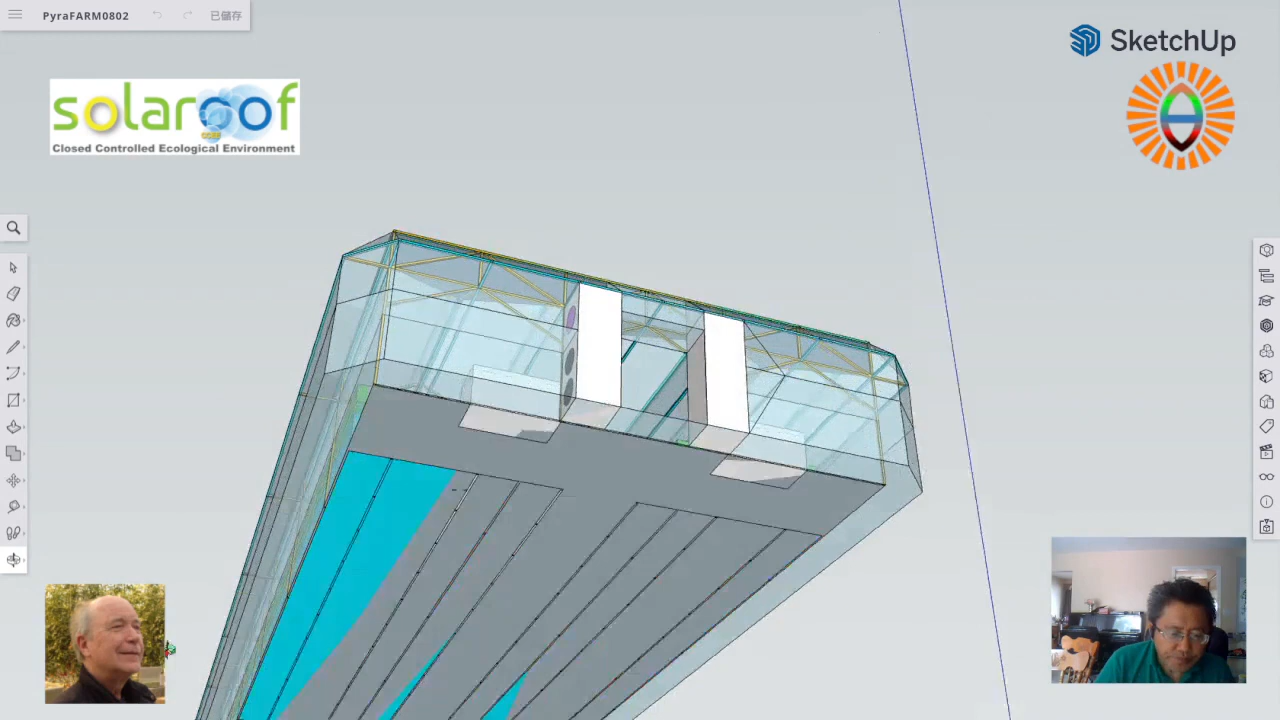 PyraFARM0802
已儲存
SketchUp
solaroof
Closed Controlled Ecological Environment